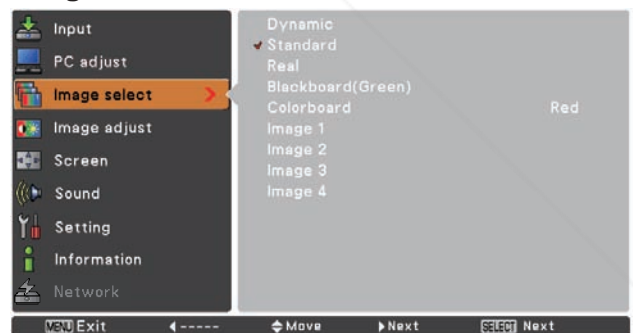 Input
PC adjust
Image select
Image adjust
Screen
Sound
Setting
Information
Network
Dynamic
Standard
Real
Blackboard(Green)
Colorboard Red
Image 1
Image 2
Image 3
Image 4
MENU Exit ----- Move Next SELECT Next